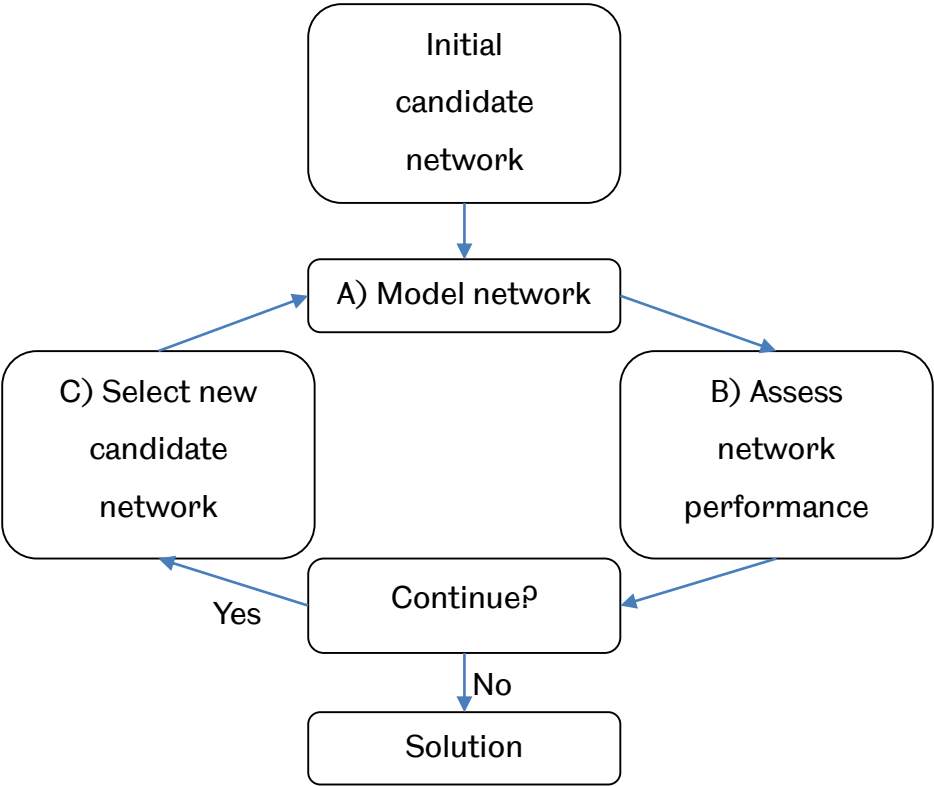 Initial
candidate
network
A) Model network
C) Select new
candidate
network
B) Assess
network
performance
Continue?
Yes
No
Solution